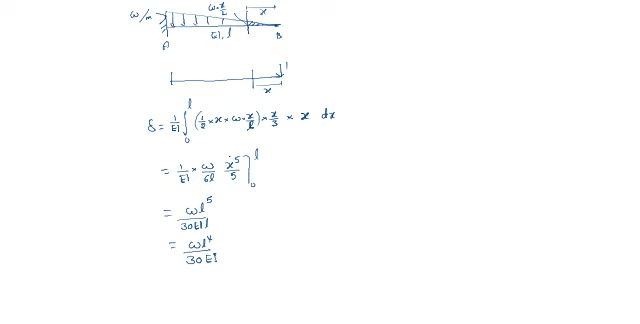 ω·x/l x
ω/m
EI, l B
A
1
x
δ = 1/EI ∫₀ˡ (1/2 × x × ω × x/l) × x/3 × x dx
= 1/EI × ω/6l x⁵/5 ]₀ˡ
= ωl⁵/30EIl
= ωl⁴/30EI